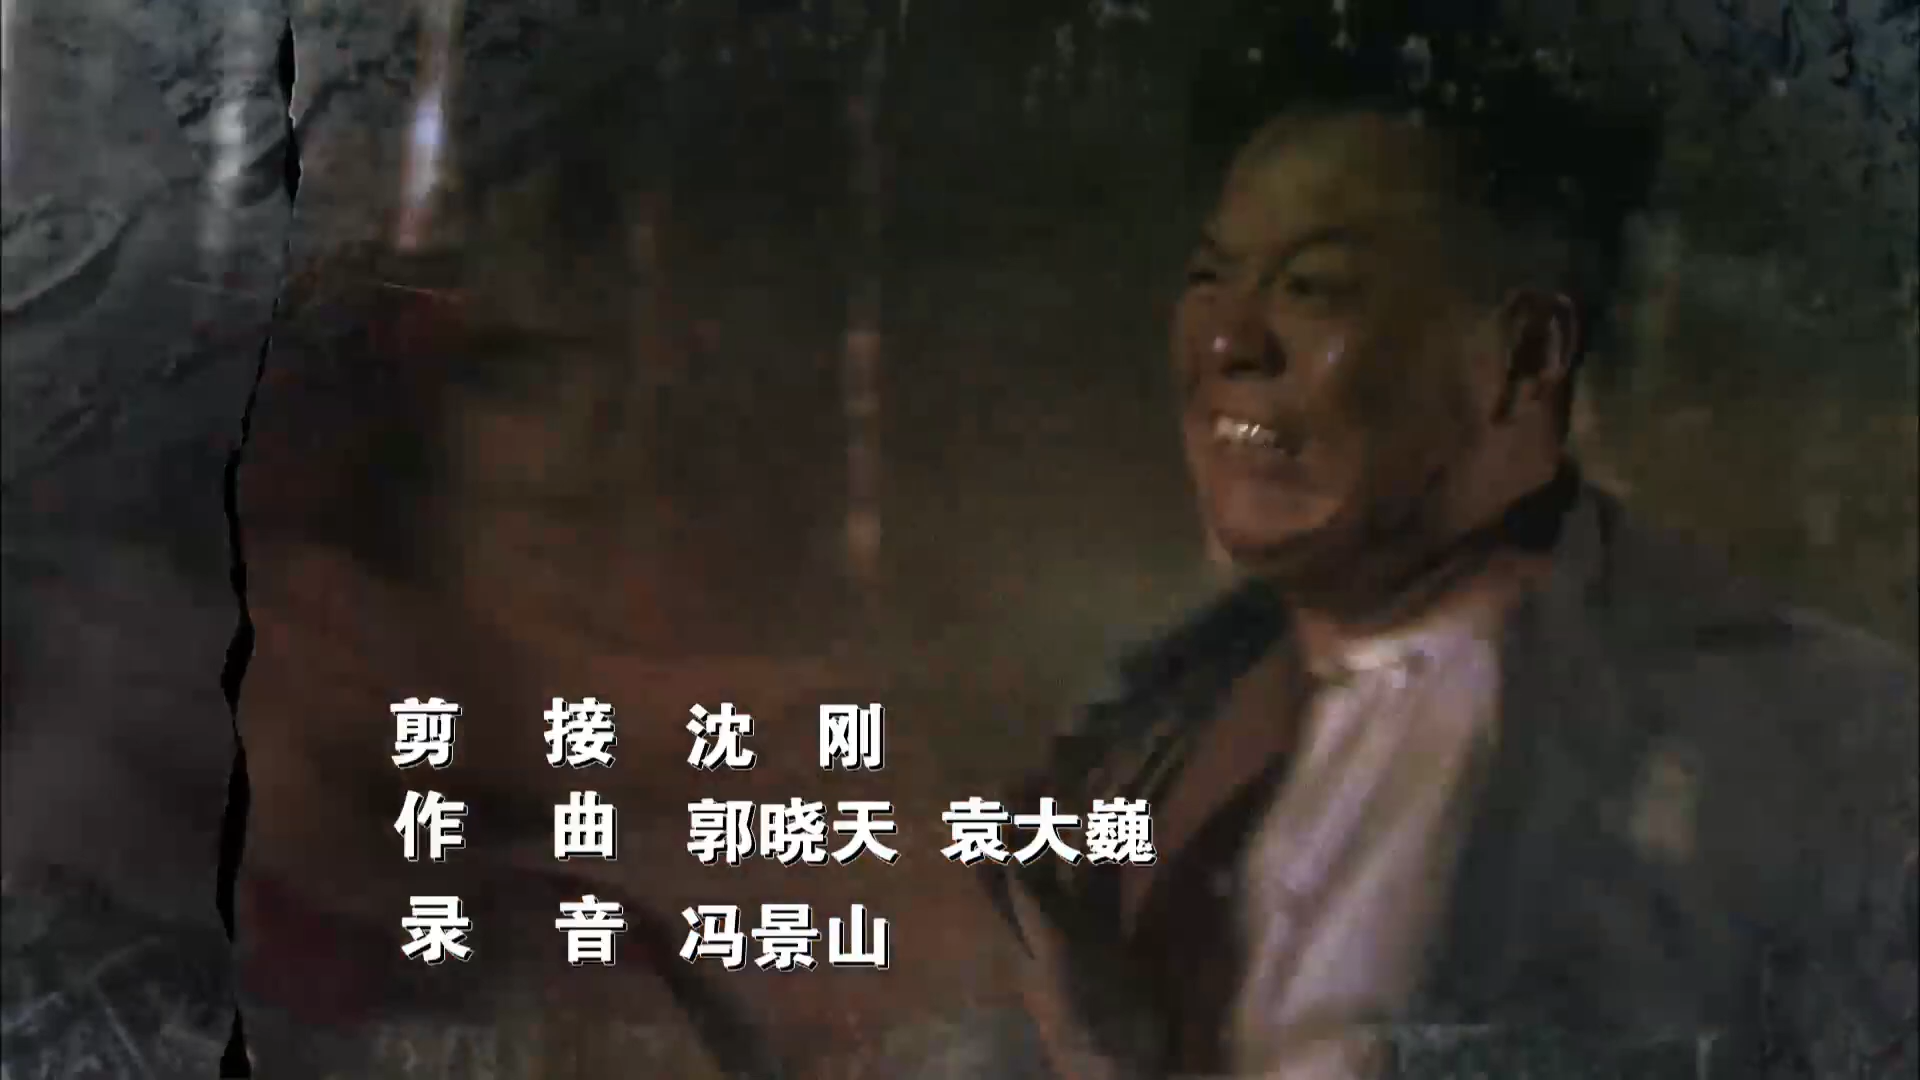 剪 接 沈 刚
作 曲 郭晓天 袁大巍
录 音 冯景山